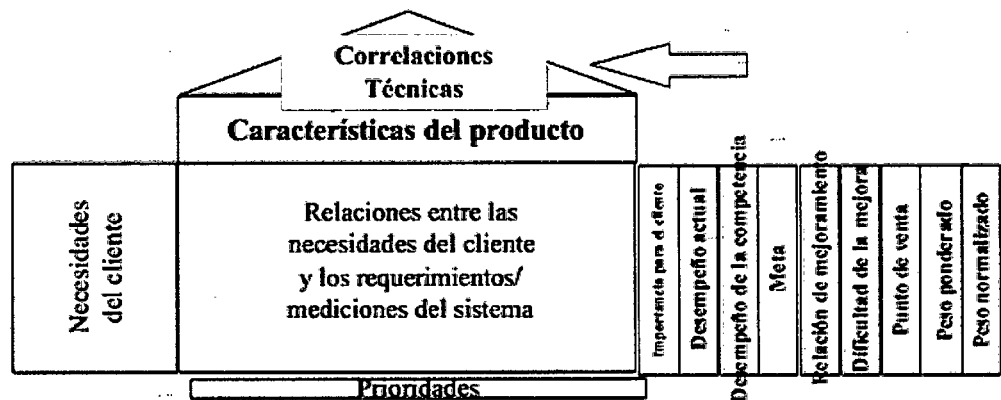 Correlaciones
Técnicas
Características del producto
Necesidades
del cliente
Relaciones entre las
necesidades del cliente
y los requerimientos/
mediciones del sistema
Importancia para el cliente
Desempeño actual
Desempeño de la competencia
Meta
Relación de mejoramiento
Dificultad de la mejora
Punto de venta
Peso ponderado
Peso normalizado
Prioridades